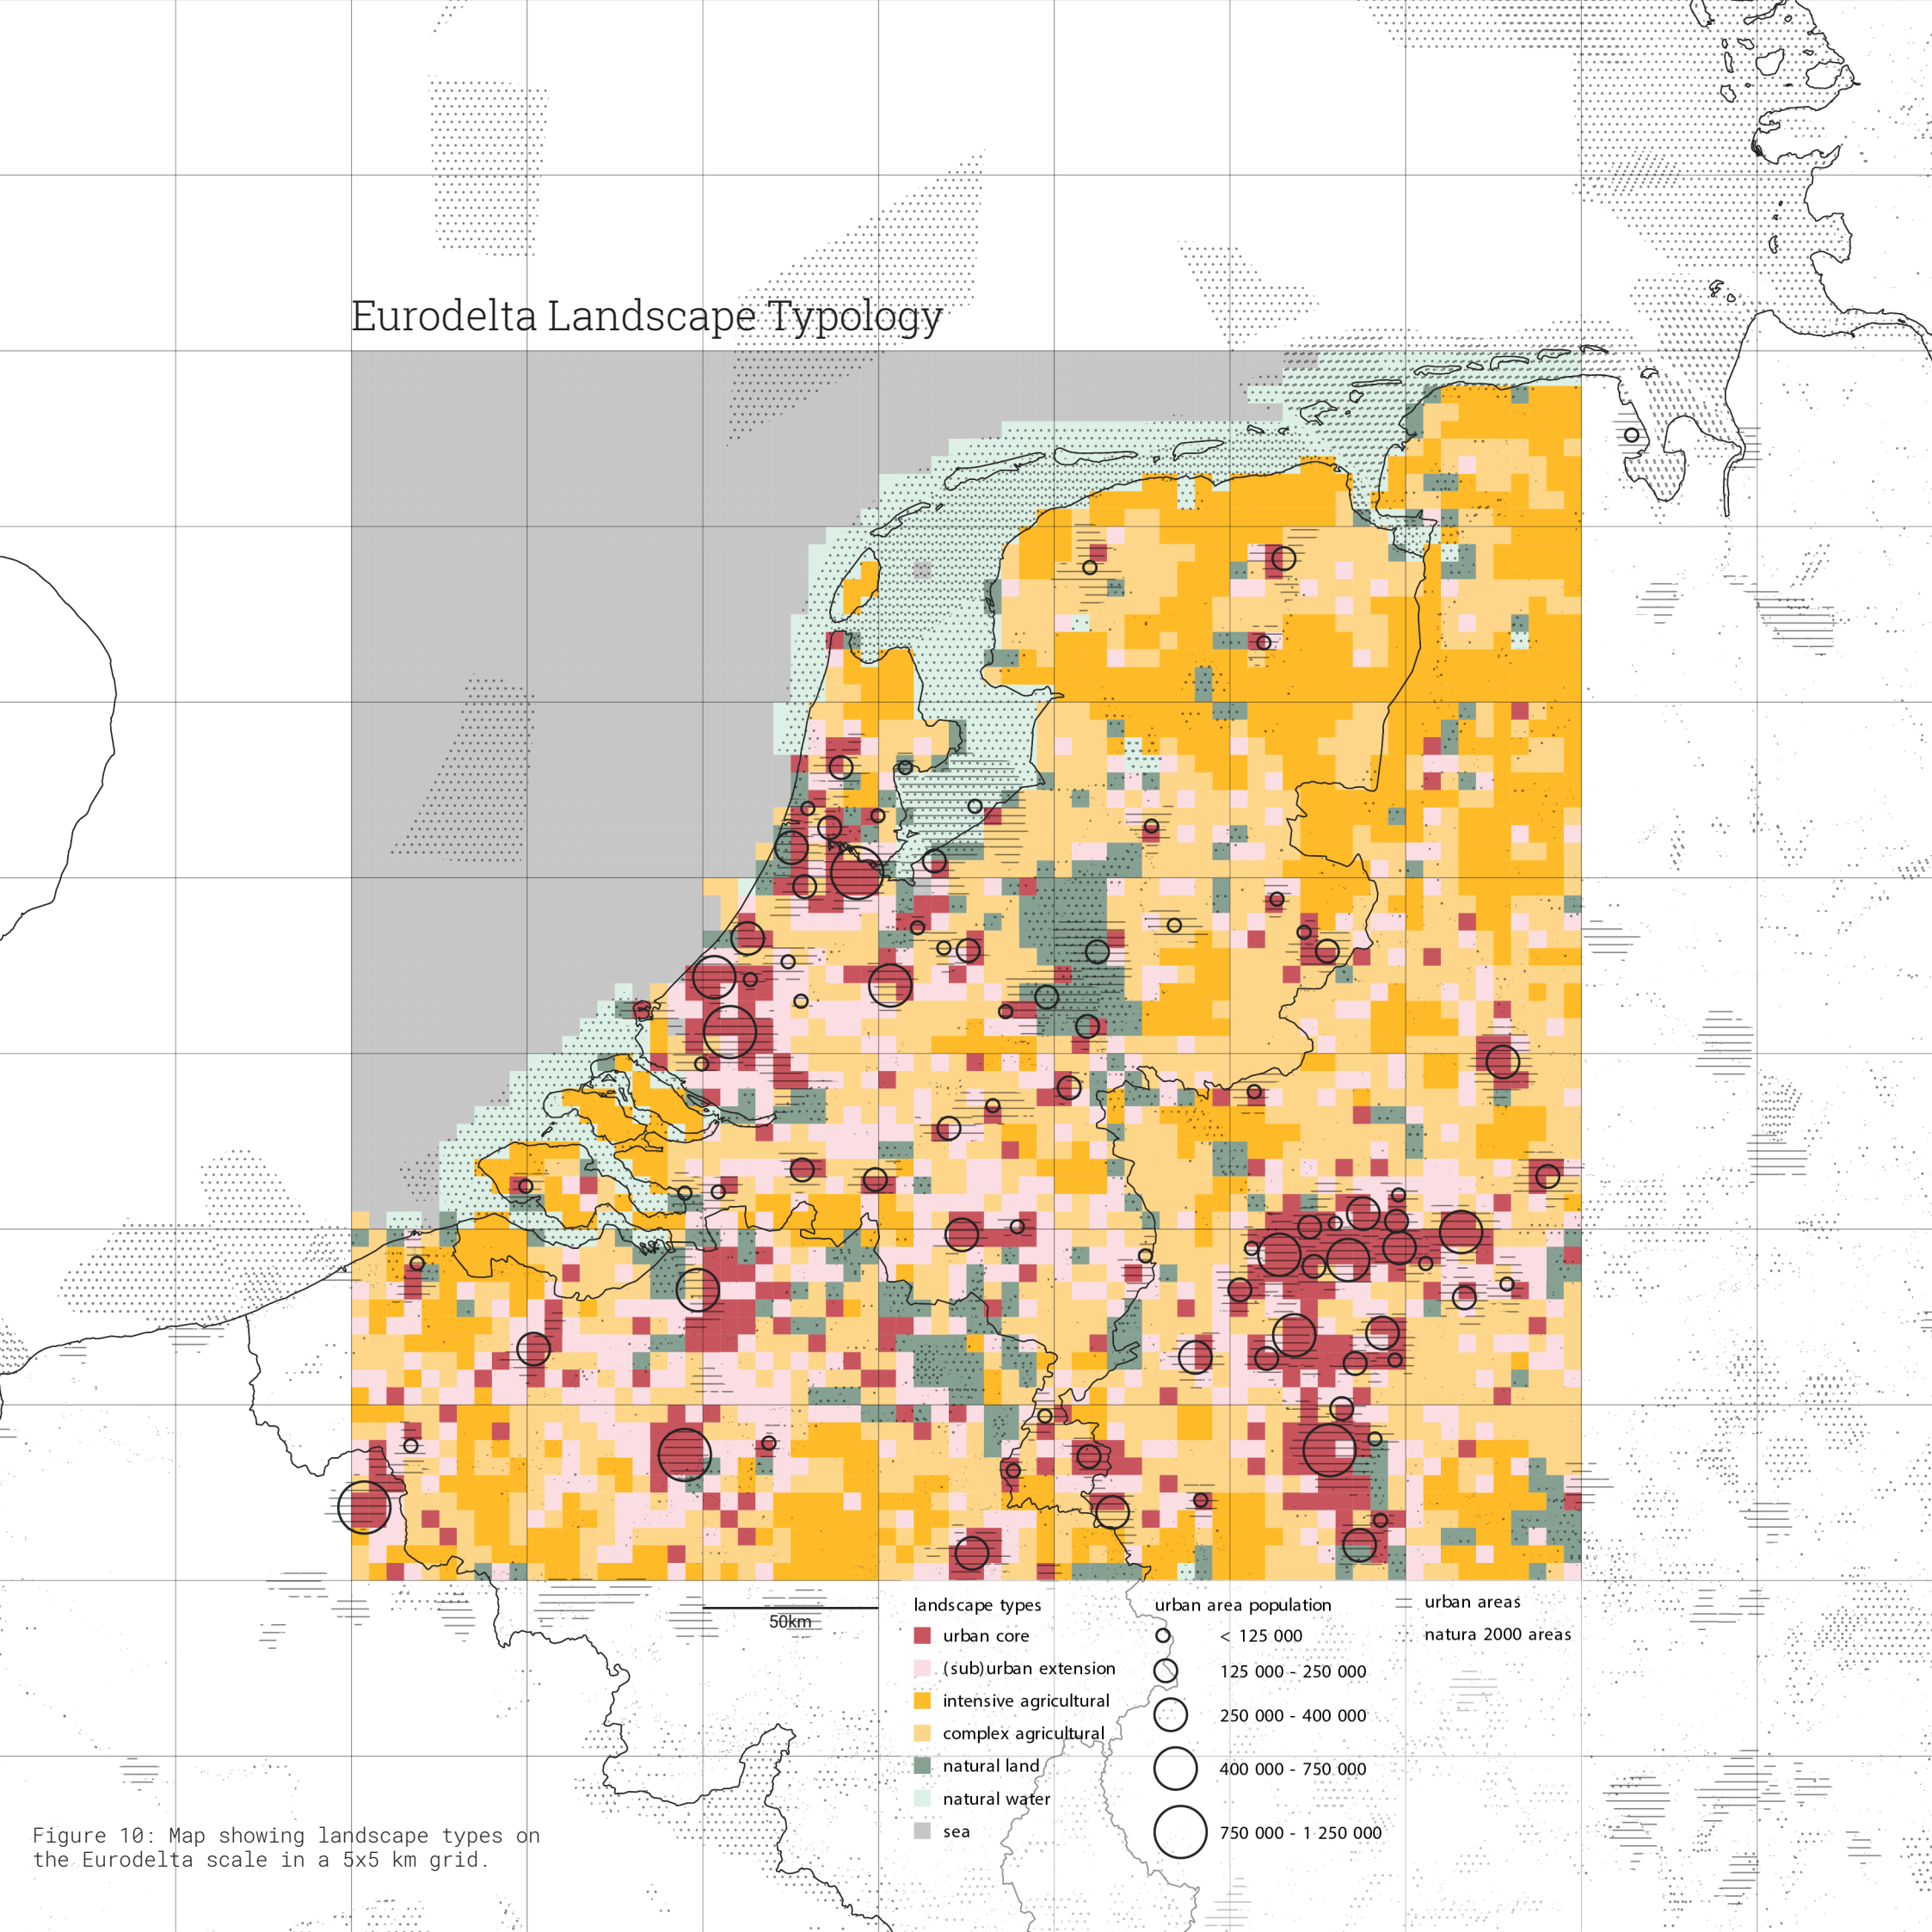 Eurodelta Landscape Typology
50km
landscape types
urban core
(sub)urban extension
intensive agricultural
complex agricultural
natural land
natural water
sea
urban area population
< 125 000
125 000 - 250 000
250 000 - 400 000
400 000 - 750 000
750 000 - 1 250 000
urban areas
natura 2000 areas
Figure 10: Map showing landscape types on
the Eurodelta scale in a 5x5 km grid.